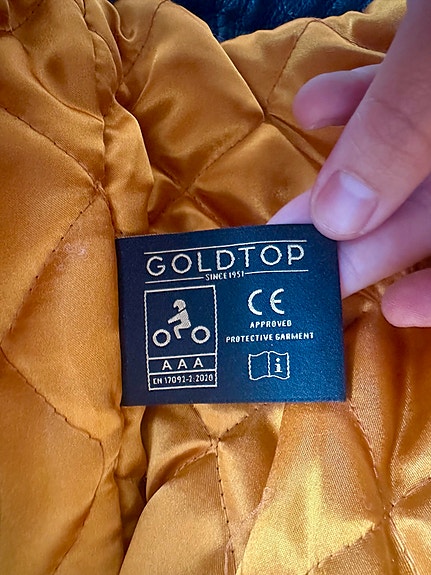 GOLDTOP
SINCE 1951
CE
APPROVED
PROTECTIVE GARMENT
i
AAA
EN 17092-2:2020